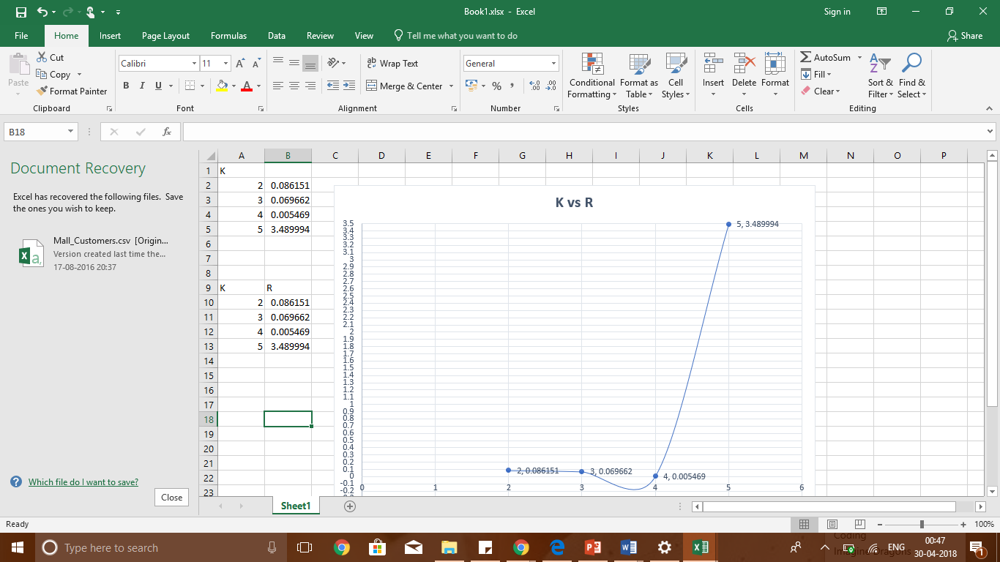 Book1.xlsx - Excel
Sign in
File Home Insert Page Layout Formulas Data Review View Tell me what you want to do Share
Paste
Cut
Copy
Format Painter
Clipboard
Calibri 11
B I U
Font
Wrap Text
Merge & Center
Alignment
General
%
Number
Conditional Formatting
Format as Table
Cell Styles
Styles
Insert Delete Format
Cells
AutoSum
Fill
Clear
Sort & Filter
Find & Select
Editing
B18
fx
Document Recovery
Excel has recovered the following files. Save
the ones you wish to keep.
Mall_Customers.csv [Origin...
Version created last time the...
17-08-2016 20:37
Which file do I want to save?
Close
A B C D E F G H I J K L M N O P
1 K
2 2 0.086151
3 3 0.069662
4 4 0.005469
5 5 3.489994
6
7
8
9 K R
10 2 0.086151
11 3 0.069662
12 4 0.005469
13 5 3.489994
14
15
16
17
18
19
20
21
22
23
K vs R
3.5
3.4
3.3
3.2
3.1
3
2.9
2.8
2.7
2.6
2.5
2.4
2.3
2.2
2.1
2
1.9
1.8
1.7
1.6
1.5
1.4
1.3
1.2
1.1
1
0.9
0.8
0.7
0.6
0.5
0.4
0.3
0.2
0.1
0
-0.1
-0.2
5, 3.489994
2, 0.086151
3, 0.069662
4, 0.005469
0 1 2 3 4 5 6
Sheet1
Ready
100%
Type here to search
ENG
Coding
Imagine Dragons
00:47
30-04-2018
1